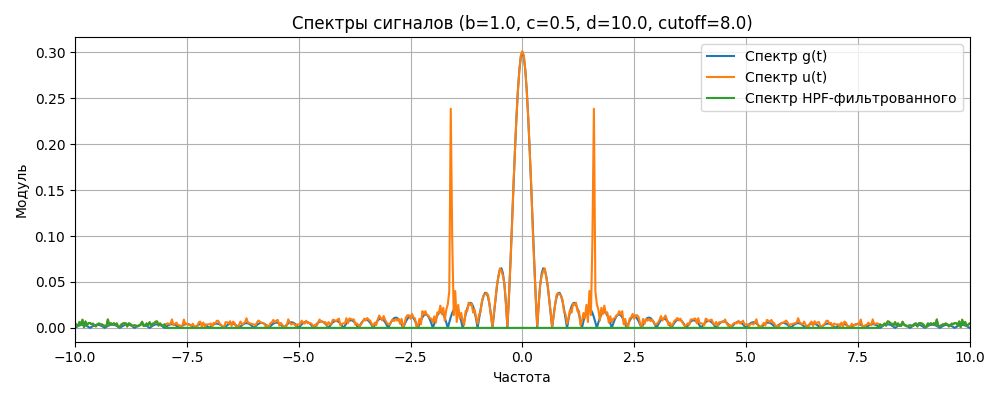 Спектры сигналов (b=1.0, c=0.5, d=10.0, cutoff=8.0)
Спектр g(t)
Спектр u(t)
Спектр HPF-фильтрованного
Модуль
0.30
0.25
0.20
0.15
0.10
0.05
0.00
−10.0 −7.5 −5.0 −2.5 0.0 2.5 5.0 7.5 10.0
Частота